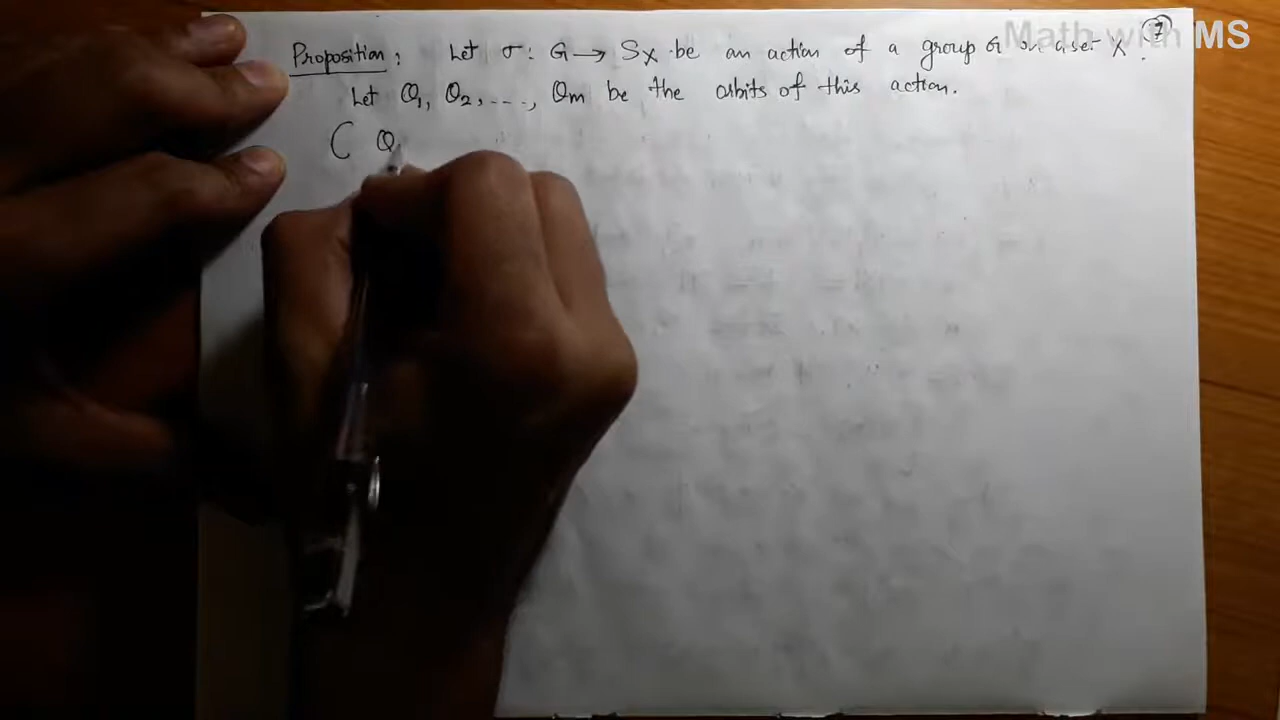 Math with MS
7
Proposition: Let σ: G → S_X be an action of a group G on a set X.
Let O₁, O₂, ..., Om be the orbits of this action.
( O